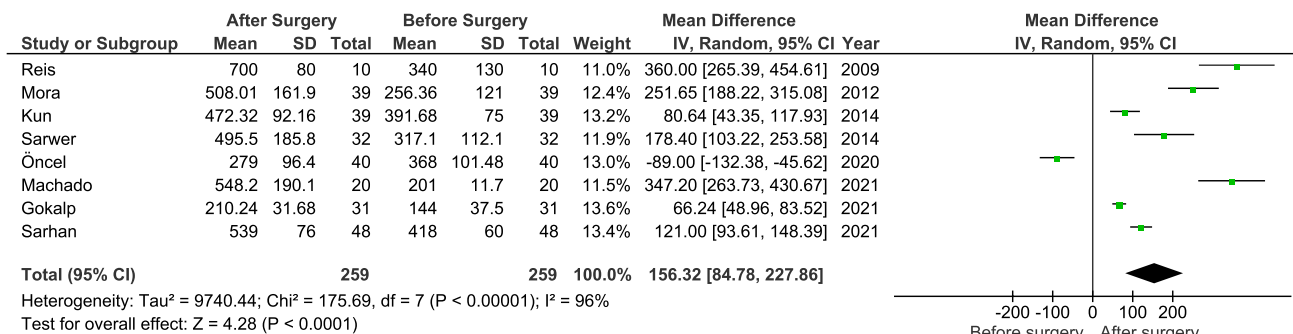 After Surgery Before Surgery Mean Difference Mean Difference
Study or Subgroup Mean SD Total Mean SD Total Weight IV, Random, 95% CI Year IV, Random, 95% CI
Reis 700 80 10 340 130 10 11.0% 360.00 [265.39, 454.61] 2009
Mora 508.01 161.9 39 256.36 121 39 12.4% 251.65 [188.22, 315.08] 2012
Kun 472.32 92.16 39 391.68 75 39 13.2% 80.64 [43.35, 117.93] 2014
Sarwer 495.5 185.8 32 317.1 112.1 32 11.9% 178.40 [103.22, 253.58] 2014
Öncel 279 96.4 40 368 101.48 40 13.0% -89.00 [-132.38, -45.62] 2020
Machado 548.2 190.1 20 201 11.7 20 11.5% 347.20 [263.73, 430.67] 2021
Gokalp 210.24 31.68 31 144 37.5 31 13.6% 66.24 [48.96, 83.52] 2021
Sarhan 539 76 48 418 60 48 13.4% 121.00 [93.61, 148.39] 2021
Total (95% CI) 259 259 100.0% 156.32 [84.78, 227.86]
Heterogeneity: Tau² = 9740.44; Chi² = 175.69, df = 7 (P < 0.00001); I² = 96%
Test for overall effect: Z = 4.28 (P < 0.0001)
-200 -100 0 100 200
Before surgery After surgery